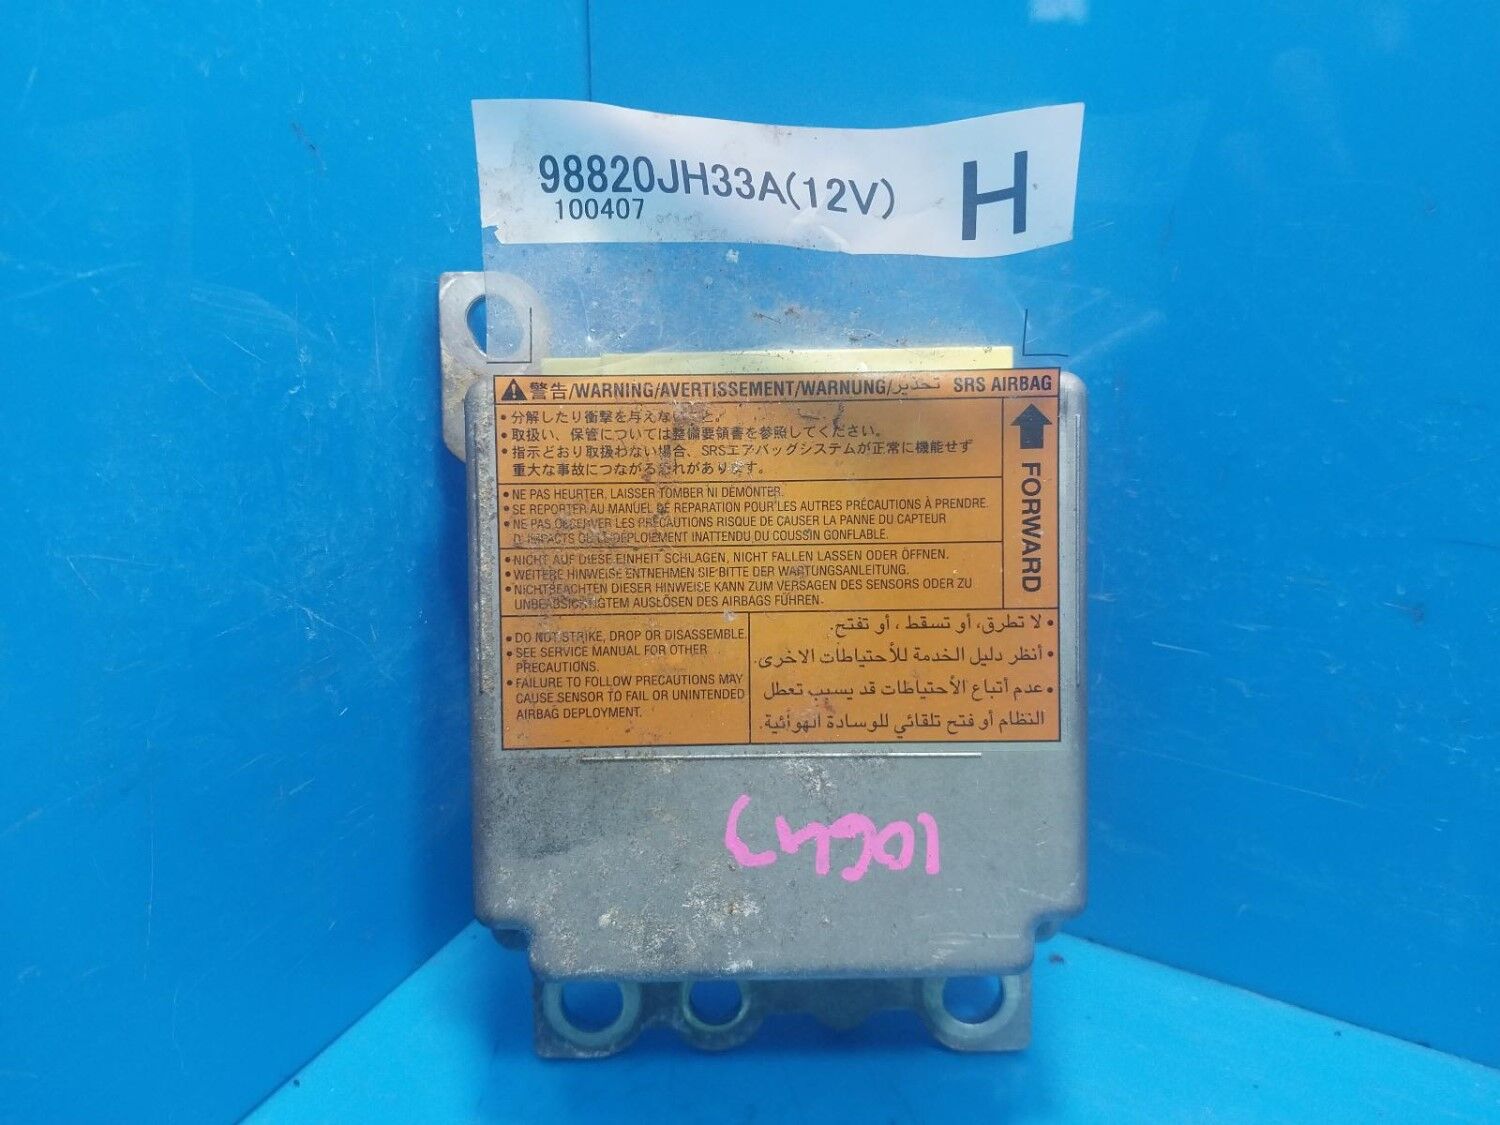 98820JH33A(12V) H
100407
警告/WARNING/AVERTISSEMENT/WARNUNG/تحذير SRS AIRBAG
・分解したり衝撃を与えないこと。
・取扱い、保管については整備要領書を参照してください。
・指示どおり取扱わない場合、SRSエアバッグシステムが正常に機能せず
重大な事故につながる恐れがあります。
FORWARD
• NE PAS HEURTER, LAISSER TOMBER NI DÉMONTER.
• SE REPORTER AU MANUEL DE REPARATION POUR LES AUTRES PRÉCAUTIONS À PRENDRE.
• NE PAS OBSERVER LES PRÉCAUTIONS RISQUE DE CAUSER LA PANNE DU CAPTEUR
D'IMPACTS OU LE DÉPLOIEMENT INATTENDU DU COUSSIN GONFLABLE.
• NICHT AUF DIESE EINHEIT SCHLAGEN, NICHT FALLEN LASSEN ODER ÖFFNEN.
• WEITERE HINWEISE ENTNEHMEN SIE BITTE DER WARTUNGSANLEITUNG.
• NICHTBEACHTEN DIESER HINWEISE KANN ZUM VERSAGEN DES SENSORS ODER ZU
UNBEABSICHTIGTEM AUSLÖSEN DES AIRBAGS FÜHREN.
• DO NOT STRIKE, DROP OR DISASSEMBLE.
• SEE SERVICE MANUAL FOR OTHER
PRECAUTIONS.
• FAILURE TO FOLLOW PRECAUTIONS MAY
CAUSE SENSOR TO FAIL OR UNINTENDED
AIRBAG DEPLOYMENT.
• لا تطرق، أو تسقط ، أو تفتح.
• أنظر دليل الخدمة للأحتياطات الاخرى.
• عدم أتباع الأحتياطات قد يسبب تعطل
النظام أو فتح تلقائي للوسادة الهوائية.